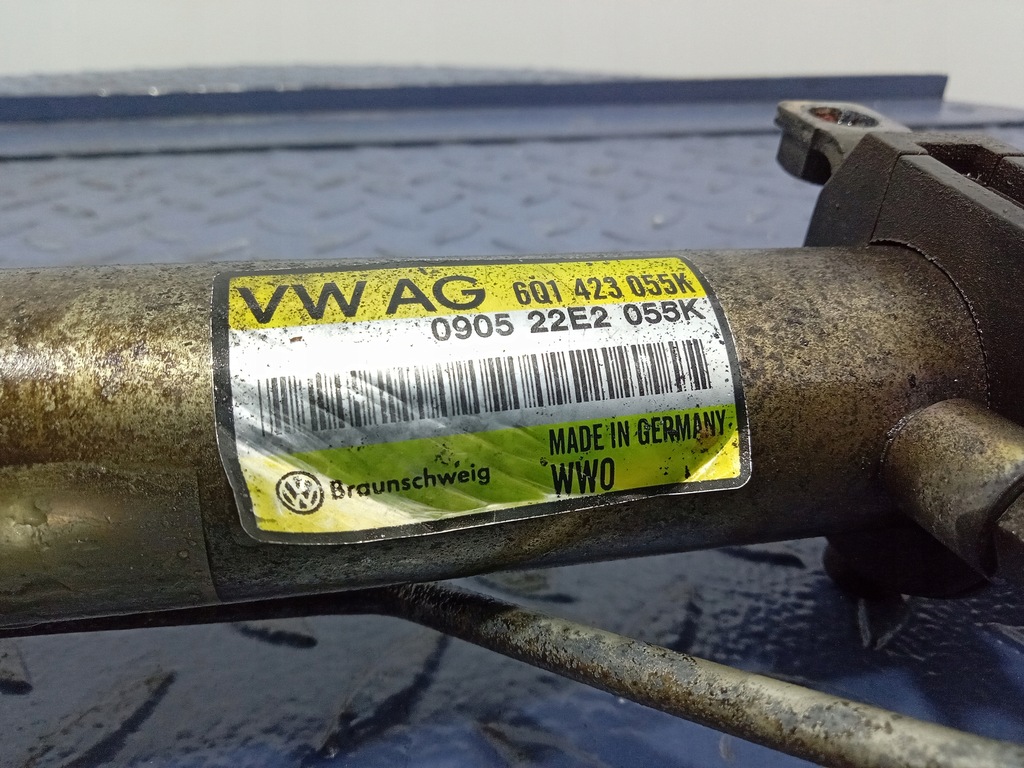 VW AG 6Q1 423 055K
0905 22E2 055K
MADE IN GERMANY
Braunschweig WWO